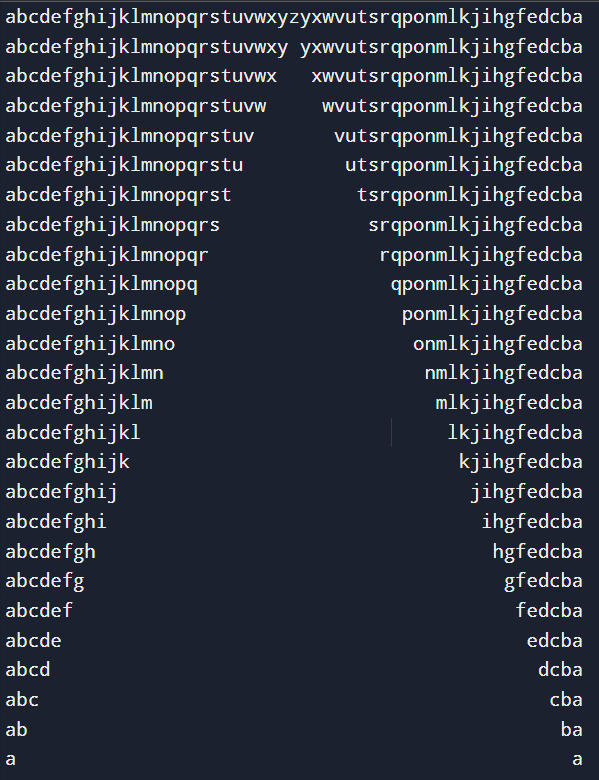 abcdefghijklmnopqrstuvwxyzyxwvutsrqponmlkjihgfedcba
abcdefghijklmnopqrstuvwxy yxwvutsrqponmlkjihgfedcba
abcdefghijklmnopqrstuvwx   xwvutsrqponmlkjihgfedcba
abcdefghijklmnopqrstuvw     wvutsrqponmlkjihgfedcba
abcdefghijklmnopqrstuv       vutsrqponmlkjihgfedcba
abcdefghijklmnopqrstu         utsrqponmlkjihgfedcba
abcdefghijklmnopqrst           tsrqponmlkjihgfedcba
abcdefghijklmnopqrs             srqponmlkjihgfedcba
abcdefghijklmnopqr               rqponmlkjihgfedcba
abcdefghijklmnopq                 qponmlkjihgfedcba
abcdefghijklmnop                   ponmlkjihgfedcba
abcdefghijklmno                     onmlkjihgfedcba
abcdefghijklmn                       nmlkjihgfedcba
abcdefghijklm                         mlkjihgfedcba
abcdefghijkl                           lkjihgfedcba
abcdefghijk                             kjihgfedcba
abcdefghij                               jihgfedcba
abcdefghi                                 ihgfedcba
abcdefgh                                   hgfedcba
abcdefg                                     gfedcba
abcdef                                       fedcba
abcde                                         edcba
abcd                                           dcba
abc                                             cba
ab                                               ba
a                                                 a